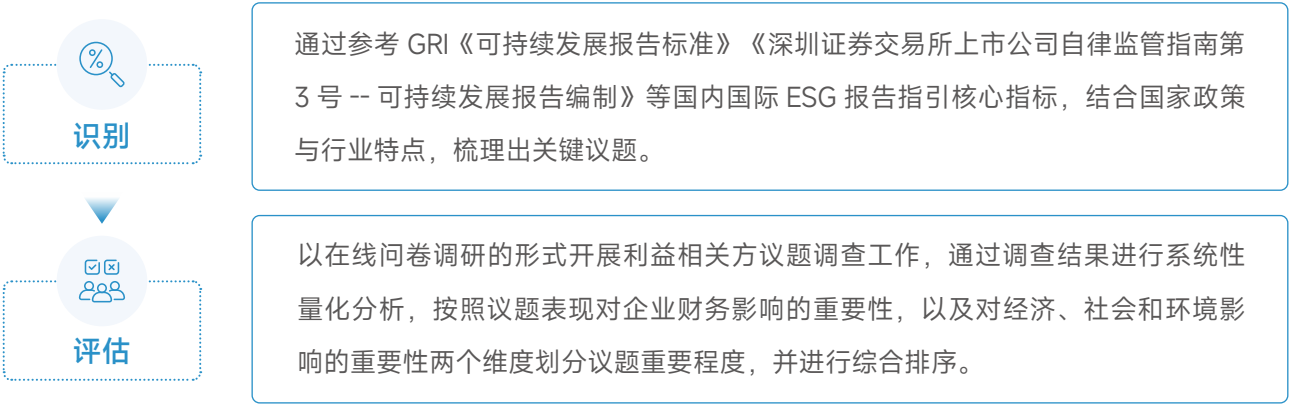 识别
通过参考 GRI《可持续发展报告标准》《深圳证券交易所上市公司自律监管指南第
3 号 -- 可持续发展报告编制》等国内国际 ESG 报告指引核心指标，结合国家政策
与行业特点，梳理出关键议题。
评估
以在线问卷调研的形式开展利益相关方议题调查工作，通过调查结果进行系统性
量化分析，按照议题表现对企业财务影响的重要性，以及对经济、社会和环境影
响的重要性两个维度划分议题重要程度，并进行综合排序。